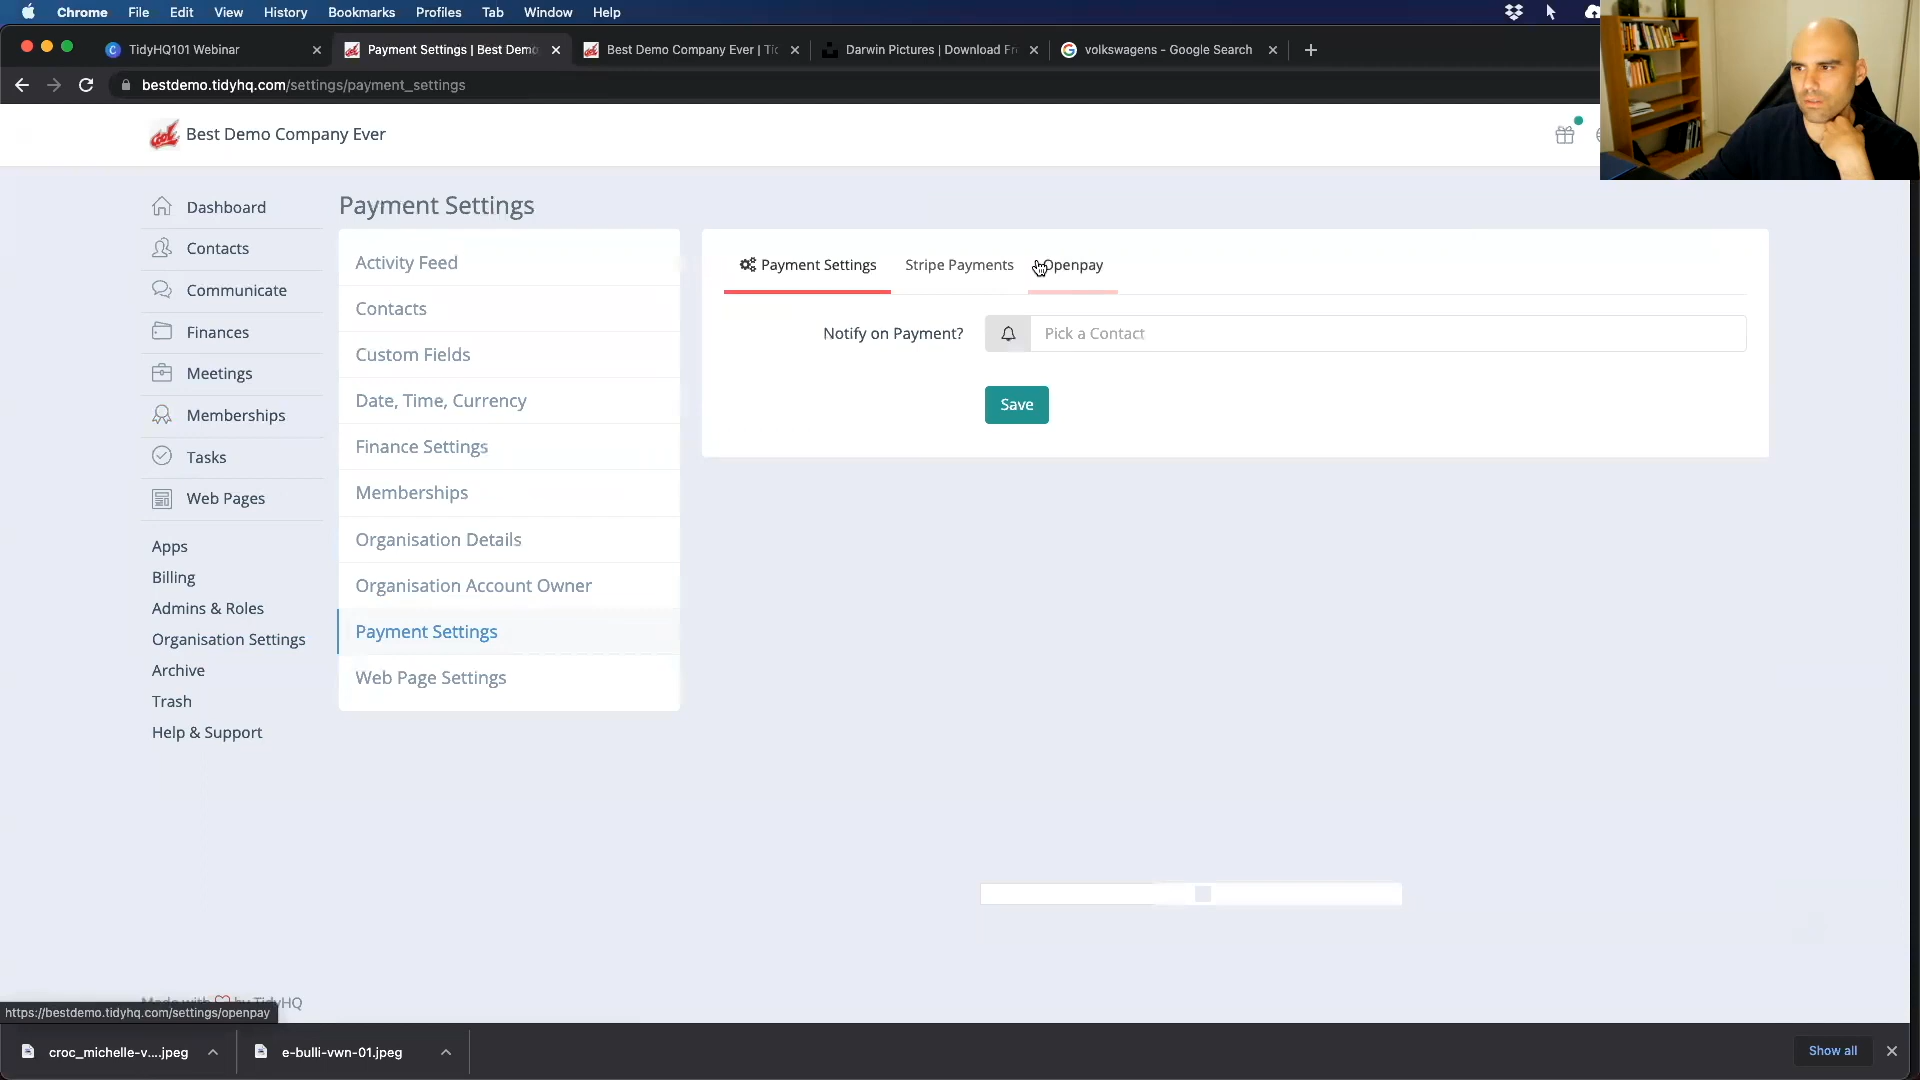 Chrome File Edit View History Bookmarks Profiles Tab Window Help
TidyHQ101 Webinar
Payment Settings | Best Demo
Best Demo Company Ever | Tid
Darwin Pictures | Download Fr
volkswagens - Google Search
bestdemo.tidyhq.com/settings/payment_settings
Best Demo Company Ever
Dashboard
Contacts
Communicate
Finances
Meetings
Memberships
Tasks
Web Pages
Apps
Billing
Admins & Roles
Organisation Settings
Archive
Trash
Help & Support
Payment Settings
Activity Feed
Contacts
Custom Fields
Date, Time, Currency
Finance Settings
Memberships
Organisation Details
Organisation Account Owner
Payment Settings
Web Page Settings
Payment Settings Stripe Payments Openpay
Notify on Payment? Pick a Contact
Save
Made with by TidyHQ
https://bestdemo.tidyhq.com/settings/openpay
croc_michelle-v....jpeg
e-bulli-vwn-01.jpeg
Show all